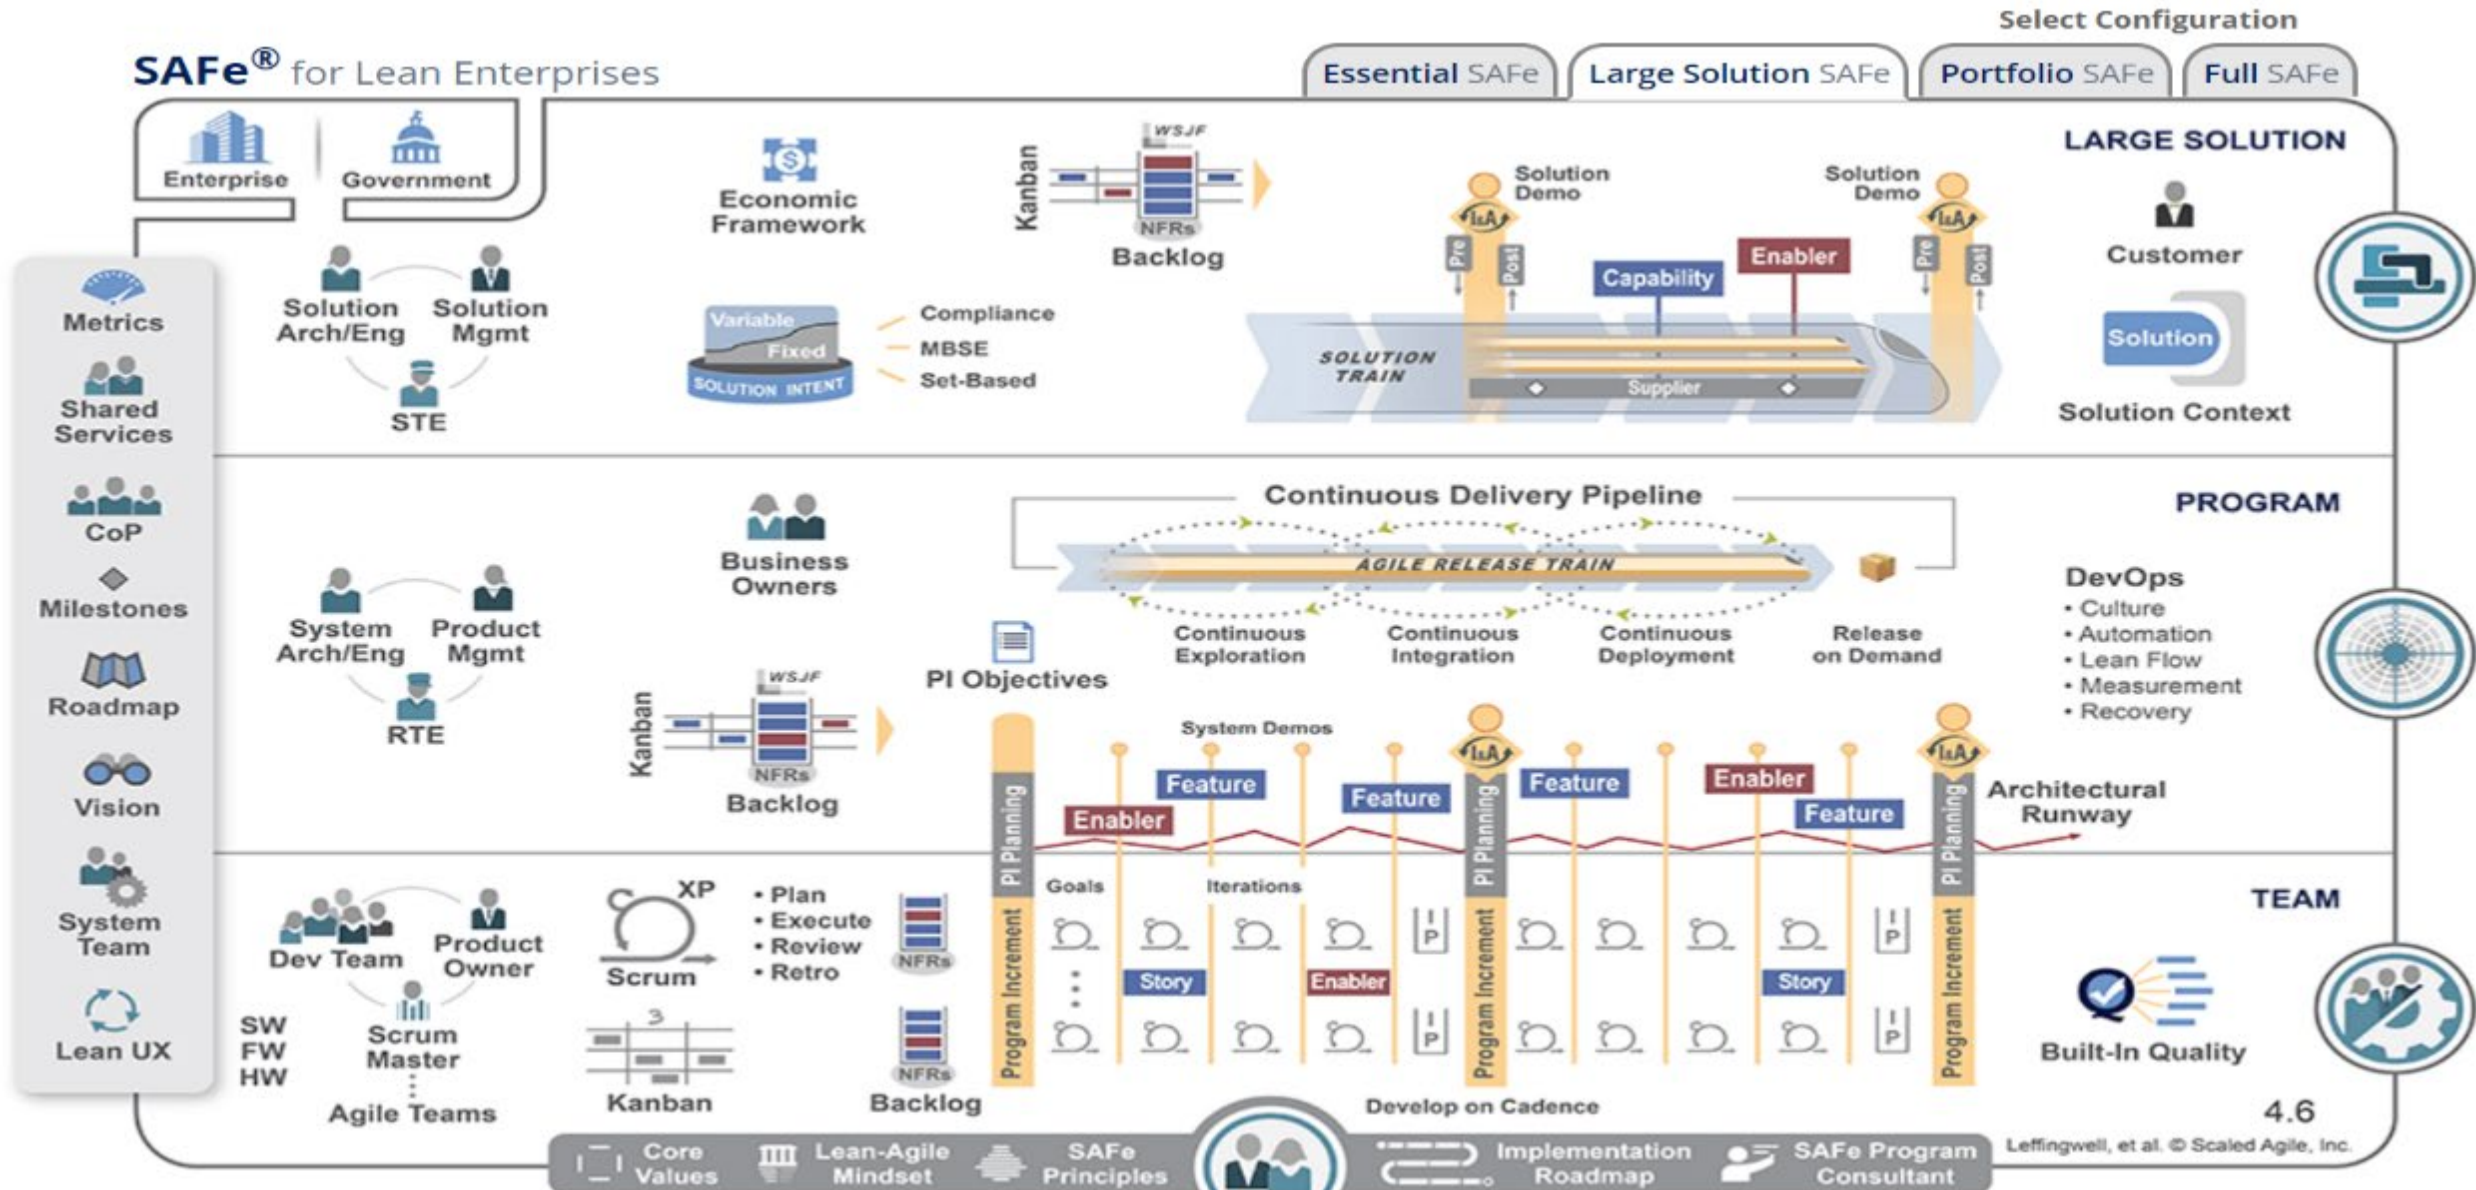 Select Configuration
SAFe® for Lean Enterprises
Essential SAFe
Large Solution SAFe
Portfolio SAFe
Full SAFe
Enterprise
Government
Metrics
Shared
Services
CoP
Milestones
Roadmap
Vision
System
Team
Lean UX
LARGE SOLUTION
Solution
Arch/Eng
Solution
Mgmt
STE
Economic
Framework
Variable
Fixed
SOLUTION INTENT
Compliance
MBSE
Set-Based
Kanban
WSJF
NFRs
Backlog
Solution
Demo
I&A
Pre
Post
Capability
Enabler
Solution
Demo
I&A
Pre
Post
SOLUTION
TRAIN
Supplier
Customer
Solution
Solution Context
PROGRAM
System
Arch/Eng
Product
Mgmt
RTE
Business
Owners
Kanban
WSJF
NFRs
Backlog
PI Objectives
Continuous Delivery Pipeline
AGILE RELEASE TRAIN
Continuous
Exploration
Continuous
Integration
Continuous
Deployment
Release
on Demand
DevOps
• Culture
• Automation
• Lean Flow
• Measurement
• Recovery
System Demos
I&A
I&A
Enabler
Feature
Feature
Feature
Enabler
Feature
Architectural
Runway
PI Planning
PI Planning
PI Planning
TEAM
Dev Team
Product
Owner
Scrum
Master
Agile Teams
SW
FW
HW
XP
Scrum
• Plan
• Execute
• Review
• Retro
3
Kanban
NFRs
NFRs
Backlog
Program Increment
Goals
Iterations
Story
Enabler
I
P
I
P
Program Increment
Story
I
P
I
P
Program Increment
Built-In Quality
Develop on Cadence
4.6
Leffingwell, et al. © Scaled Agile, Inc.
Core
Values
Lean-Agile
Mindset
SAFe
Principles
Implementation
Roadmap
SAFe Program
Consultant